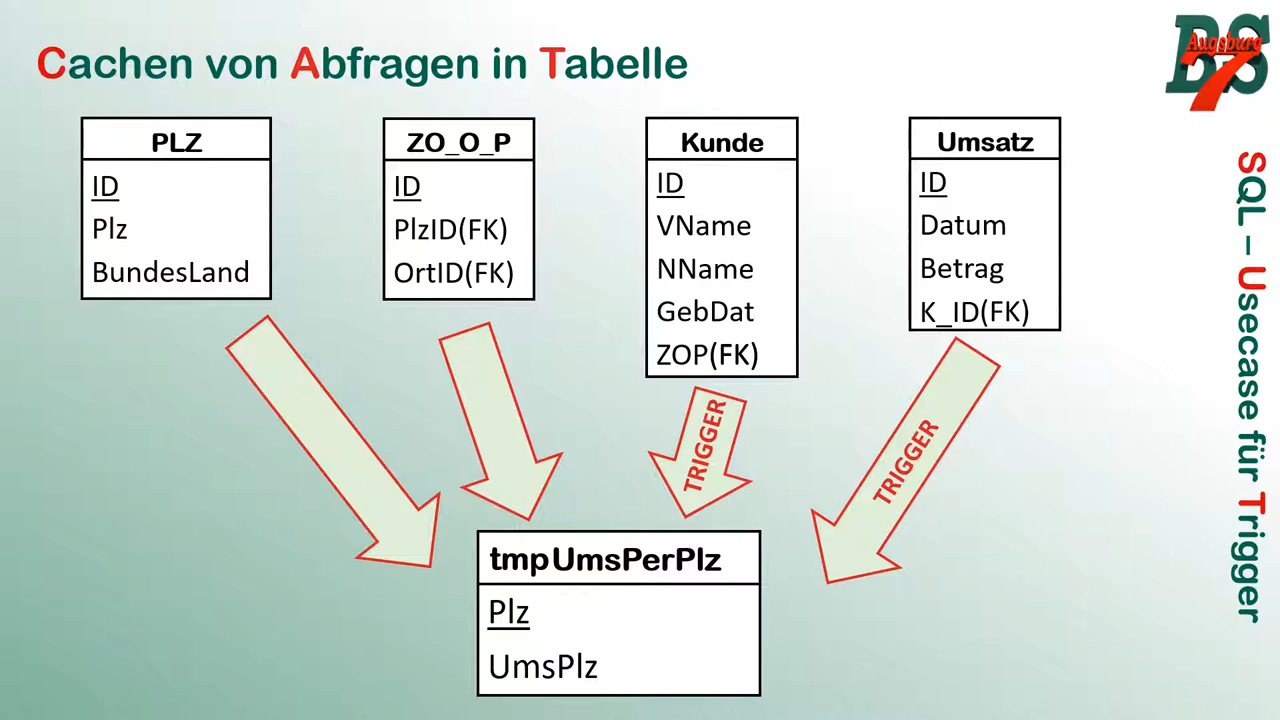 Cachen von Abfragen in Tabelle
BS
Augsburg
7
SQL – Usecase für Trigger
PLZ
ID
Plz
BundesLand
ZO_O_P
ID
PlzID(FK)
OrtID(FK)
Kunde
ID
VName
NName
GebDat
ZOP(FK)
Umsatz
ID
Datum
Betrag
K_ID(FK)
TRIGGER
TRIGGER
tmpUmsPerPlz
Plz
UmsPlz